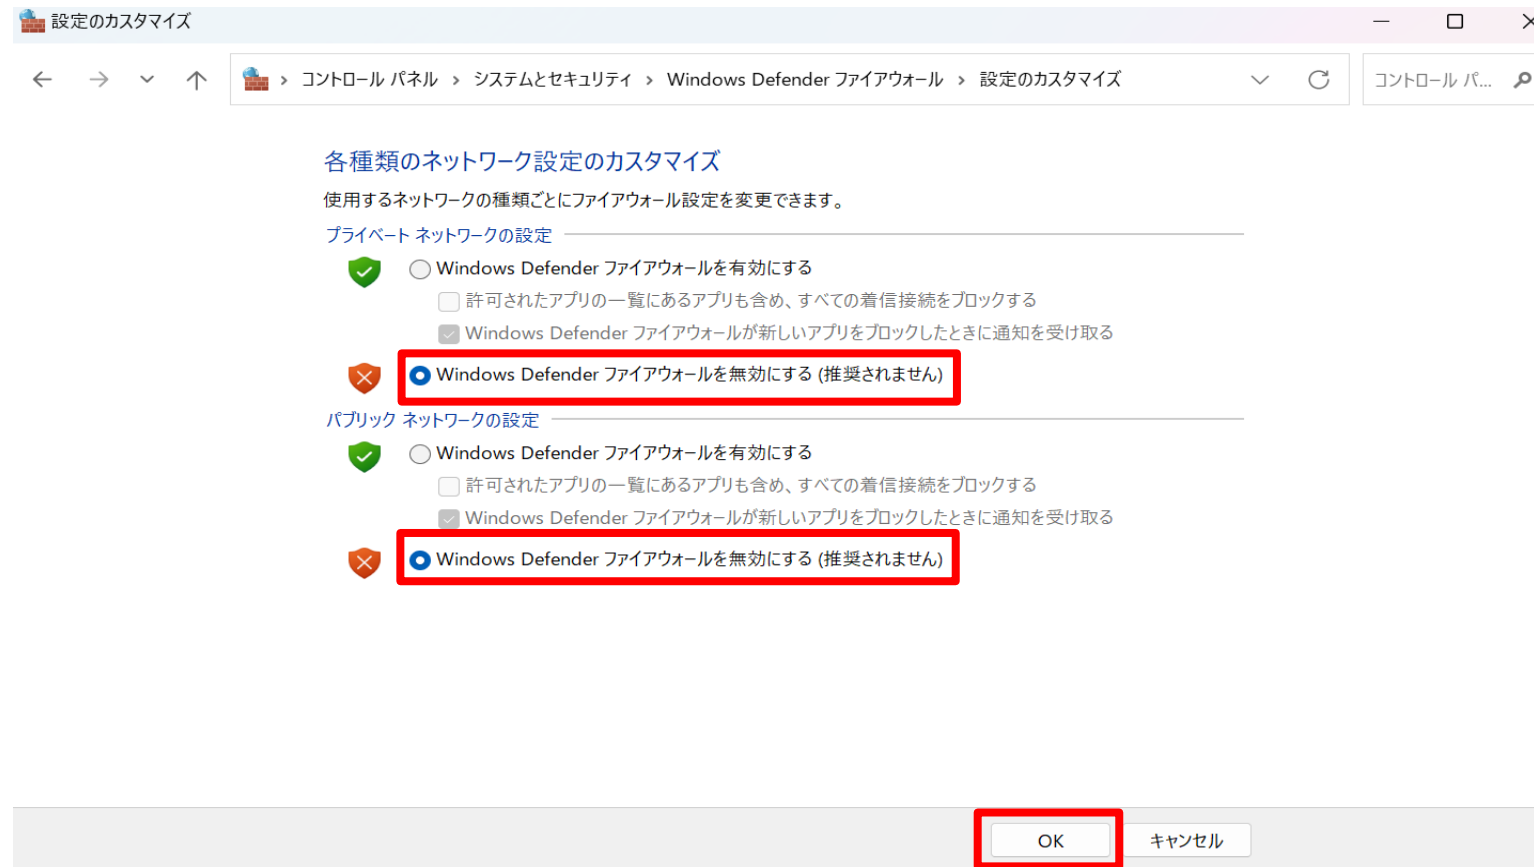 設定のカスタマイズ
コントロール パネル > システムとセキュリティ > Windows Defender ファイアウォール > 設定のカスタマイズ
コントロール パ...
各種類のネットワーク設定のカスタマイズ
使用するネットワークの種類ごとにファイアウォール設定を変更できます。
プライベート ネットワークの設定
Windows Defender ファイアウォールを有効にする
許可されたアプリの一覧にあるアプリも含め、すべての着信接続をブロックする
Windows Defender ファイアウォールが新しいアプリをブロックしたときに通知を受け取る
Windows Defender ファイアウォールを無効にする (推奨されません)
パブリック ネットワークの設定
Windows Defender ファイアウォールを有効にする
許可されたアプリの一覧にあるアプリも含め、すべての着信接続をブロックする
Windows Defender ファイアウォールが新しいアプリをブロックしたときに通知を受け取る
Windows Defender ファイアウォールを無効にする (推奨されません)
OK
キャンセル